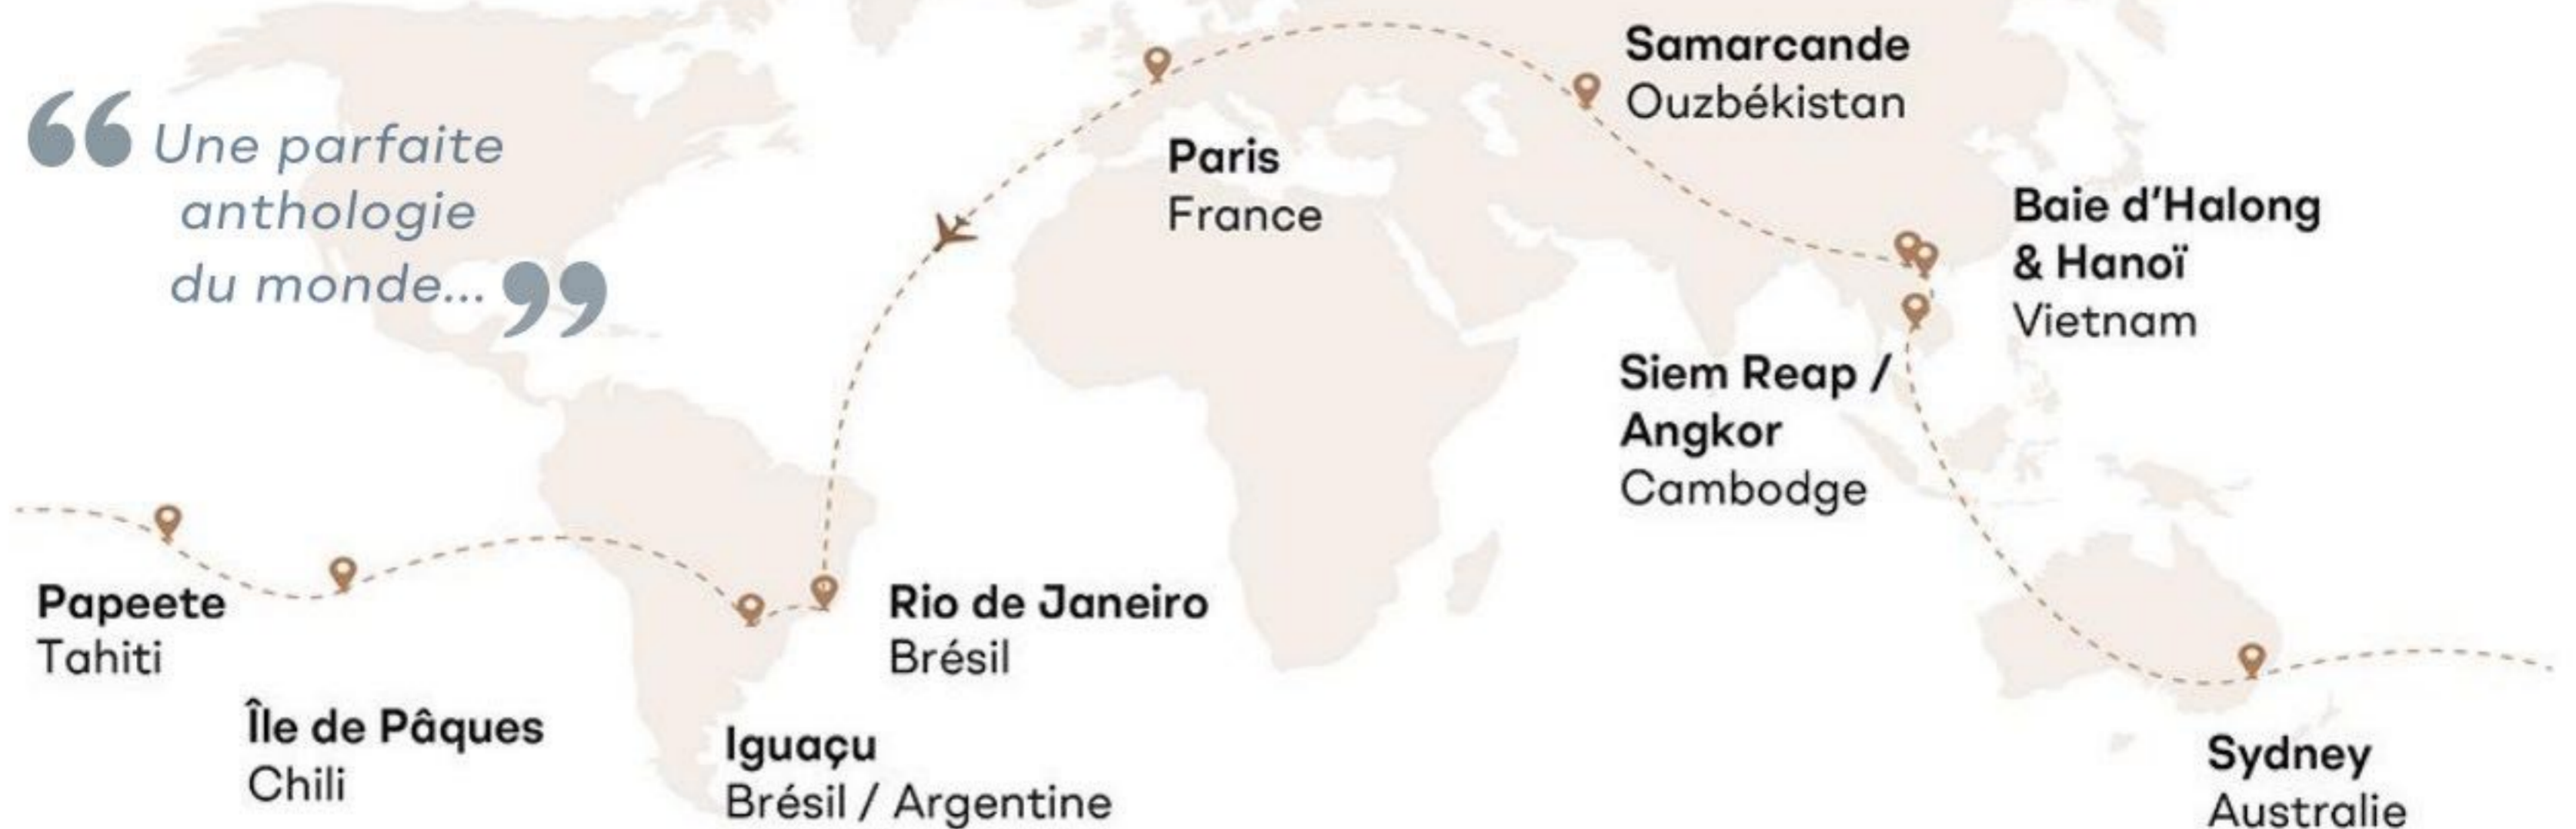 “ Une parfaite
anthologie
du monde... ”
Samarcande
Ouzbékistan
Paris
France
Baie d’Halong
& Hanoï
Vietnam
Siem Reap /
Angkor
Cambodge
Papeete
Tahiti
Île de Pâques
Chili
Rio de Janeiro
Brésil
Iguaçu
Brésil / Argentine
Sydney
Australie